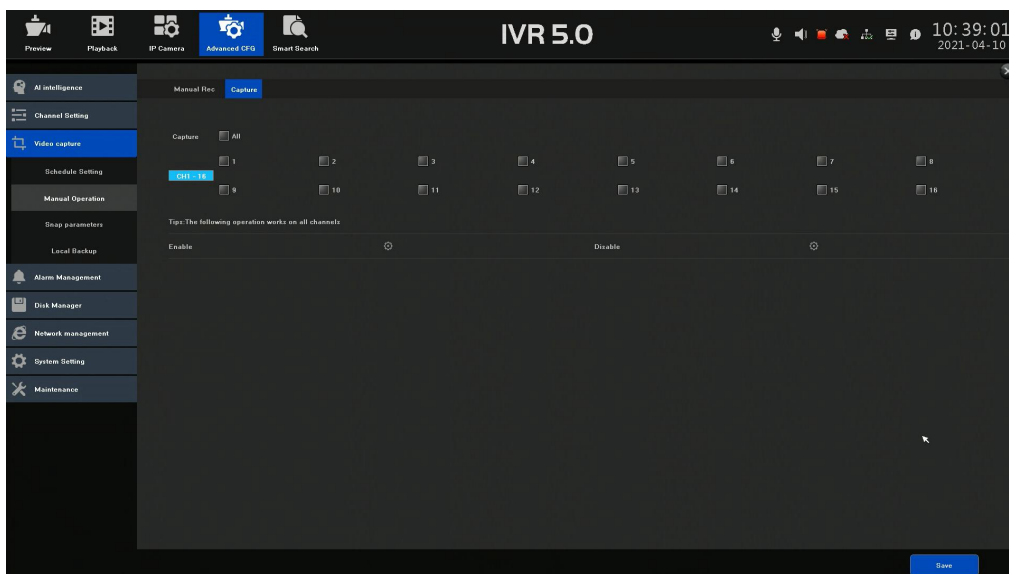 IVR 5.0
10:39:01
2021-04-10
Preview Playback IP Camera Advanced CFG Smart Search
AI intelligence
Channel Setting
Video capture
Schedule Setting
Manual Operation
Snap parameters
Local Backup
Alarm Management
Disk Manager
Network management
System Setting
Maintenance
Manual Rec Capture
Capture All
1 2 3 4 5 6 7 8
CH1 - 16
9 10 11 12 13 14 15 16
Tips:The following operation works on all channels
Enable Disable
Save